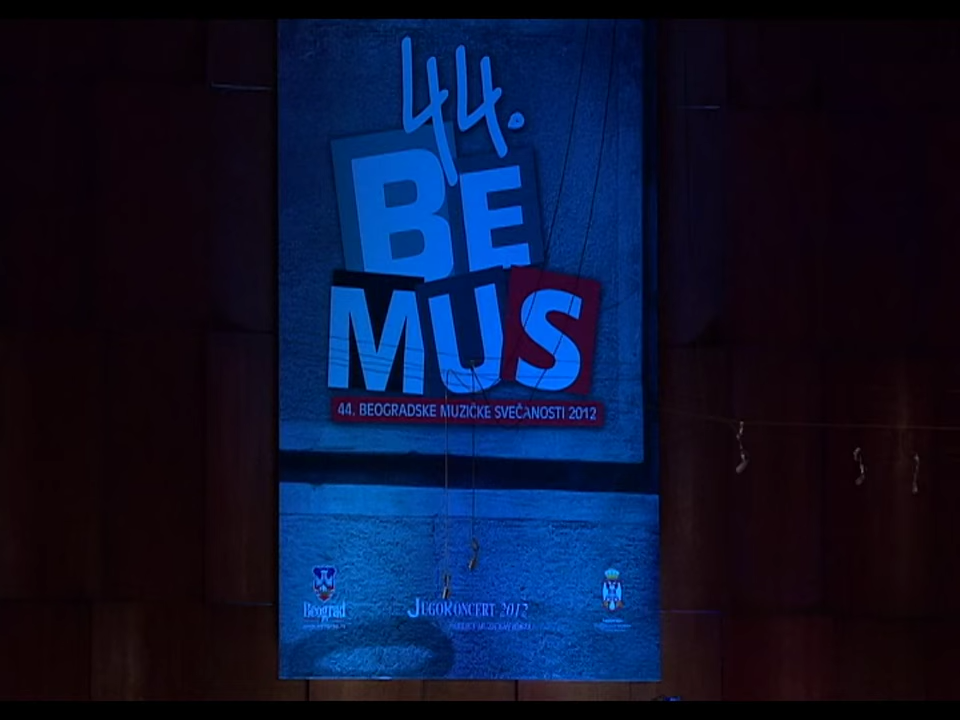 44.
BE
MUS
44. BEOGRADSKE MUZIČKE SVEČANOSTI 2012
Beograd
JUGOKONCERT 2012